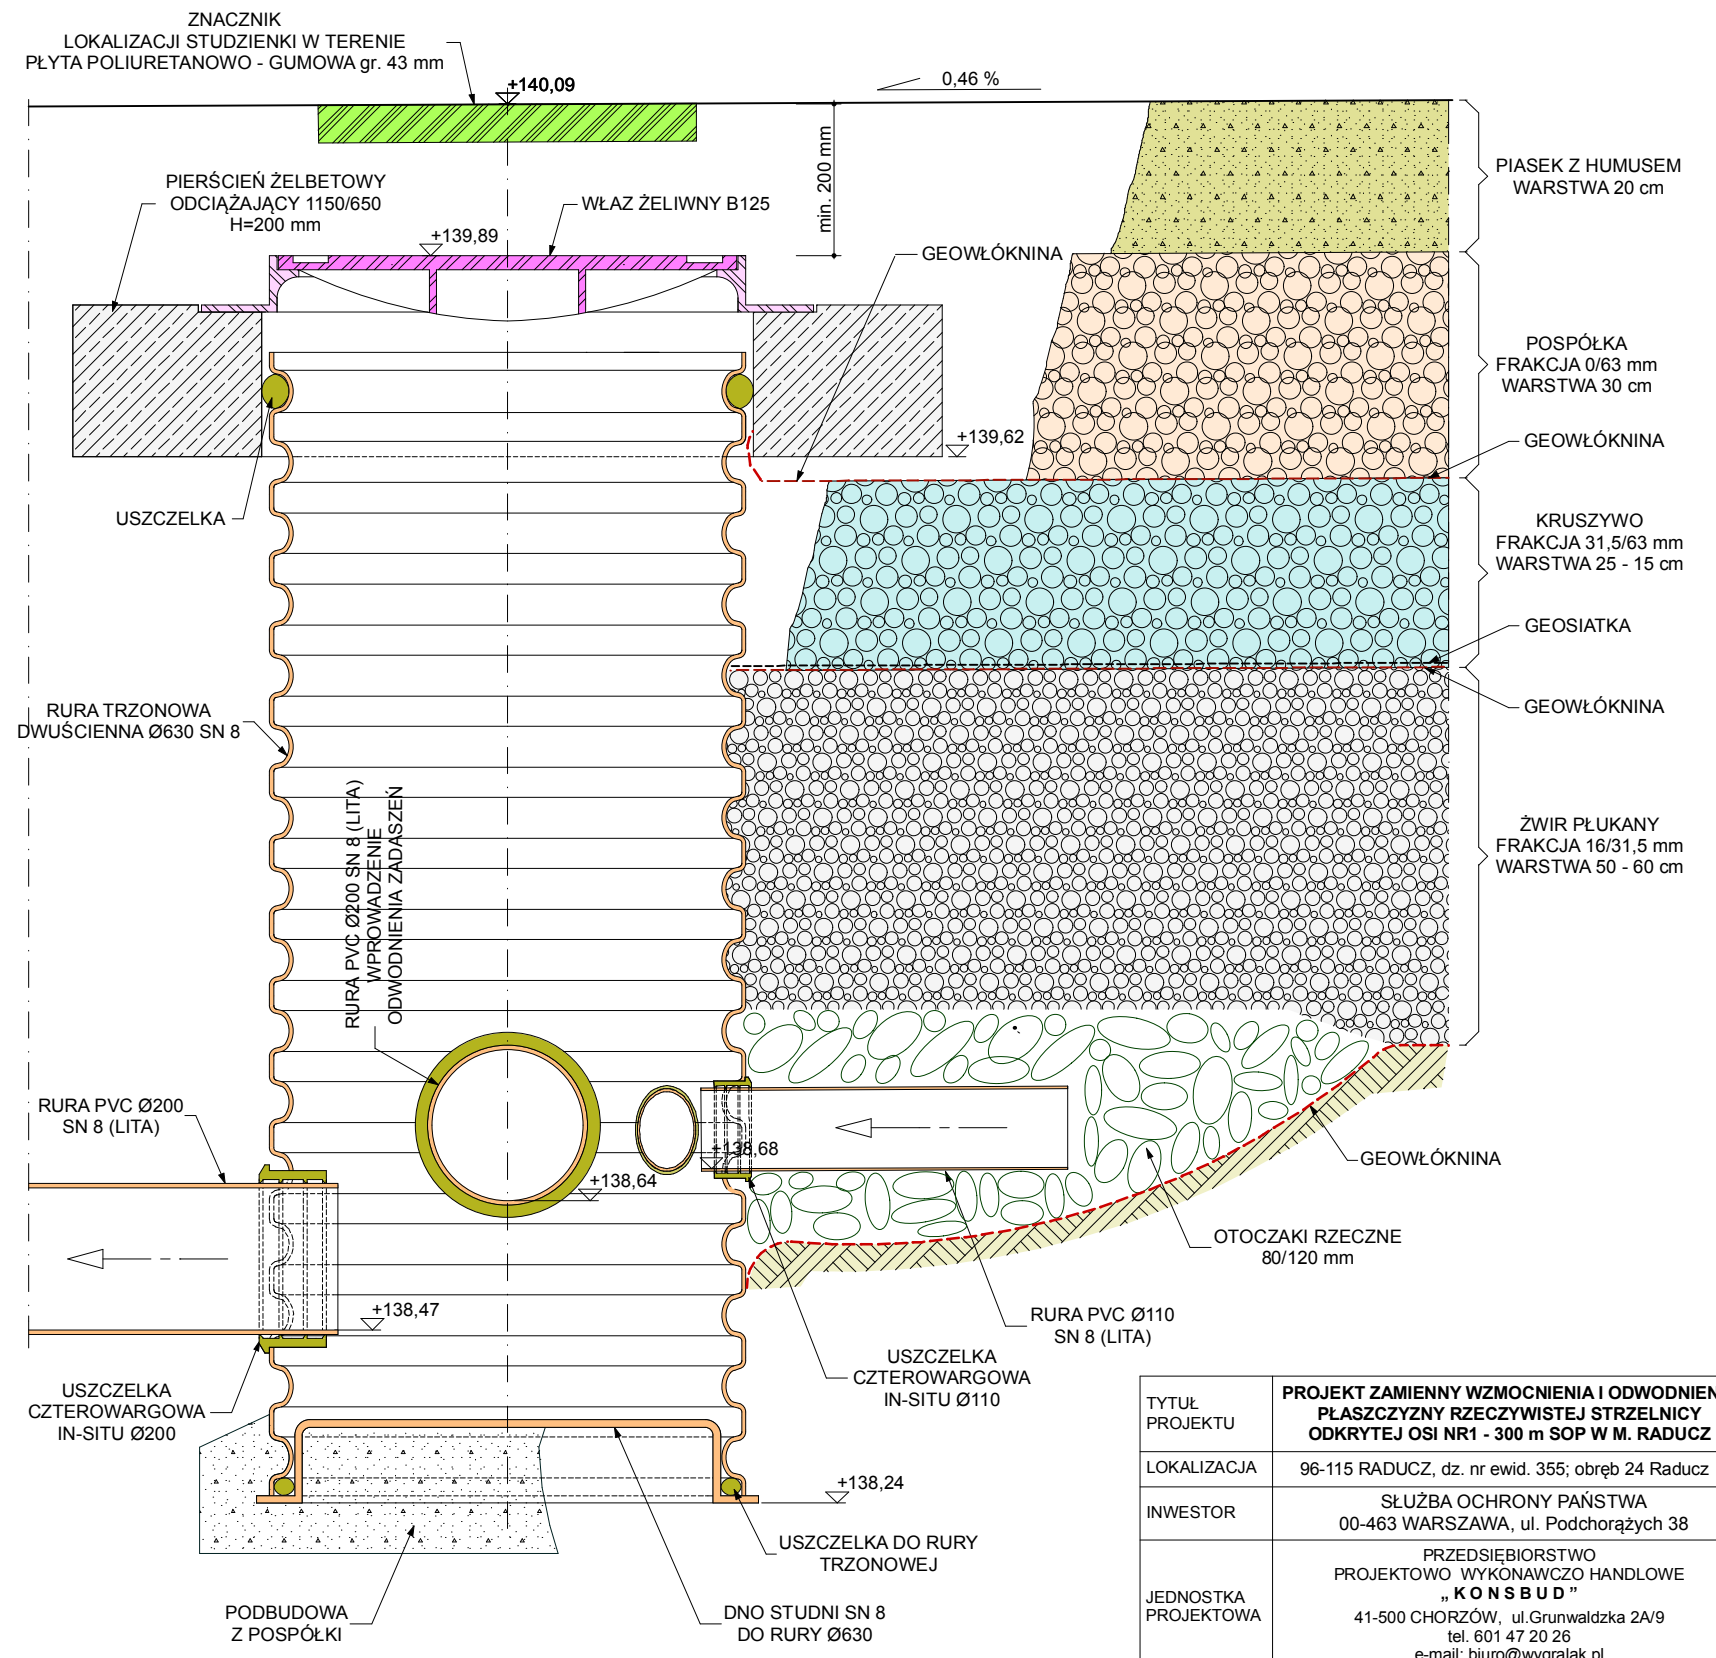 ZNACZNIK
LOKALIZACJI STUDZIENKI W TERENIE
PŁYTA POLIURETANOWO - GUMOWA gr. 43 mm
+140,09
0,46 %
min. 200 mm
PIERŚCIEŃ ŻELBETOWY
ODCIĄŻAJĄCY 1150/650
H=200 mm
WŁAZ ŻELIWNY B125
+139,89
GEOWŁÓKNINA
PIASEK Z HUMUSEM
WARSTWA 20 cm
POSPÓŁKA
FRAKCJA 0/63 mm
WARSTWA 30 cm
+139,62
GEOWŁÓKNINA
USZCZELKA
KRUSZYWO
FRAKCJA 31,5/63 mm
WARSTWA 25 - 15 cm
GEOSIATKA
GEOWŁÓKNINA
RURA TRZONOWA
DWUŚCIENNA Ø630 SN 8
RURA PVC Ø200 SN 8 (LITA)
WPROWADZENIE
ODWODNIENIA ZADASZEŃ
ŻWIR PŁUKANY
FRAKCJA 16/31,5 mm
WARSTWA 50 - 60 cm
RURA PVC Ø200
SN 8 (LITA)
+138,68
+138,64
GEOWŁÓKNINA
OTOCZAKI RZECZNE
80/120 mm
+138,47
RURA PVC Ø110
SN 8 (LITA)
USZCZELKA
CZTEROWARGOWA
IN-SITU Ø110
USZCZELKA
CZTEROWARGOWA
IN-SITU Ø200
+138,24
USZCZELKA DO RURY
TRZONOWEJ
PODBUDOWA
Z POSPÓŁKI
DNO STUDNI SN 8
DO RURY Ø630
TYTUŁ
PROJEKTU
PROJEKT ZAMIENNY WZMOCNIENIA I ODWODNIEN
PŁASZCZYZNY RZECZYWISTEJ STRZELNICY
ODKRYTEJ OSI NR1 - 300 m SOP W M. RADUCZ
LOKALIZACJA
96-115 RADUCZ, dz. nr ewid. 355; obręb 24 Raducz
INWESTOR
SŁUŻBA OCHRONY PAŃSTWA
00-463 WARSZAWA, ul. Podchorążych 38
JEDNOSTKA
PROJEKTOWA
PRZEDSIĘBIORSTWO
PROJEKTOWO WYKONAWCZO HANDLOWE
„ K O N S B U D ”
41-500 CHORZÓW, ul.Grunwaldzka 2A/9
tel. 601 47 20 26
e-mail: biuro@wygralak.pl